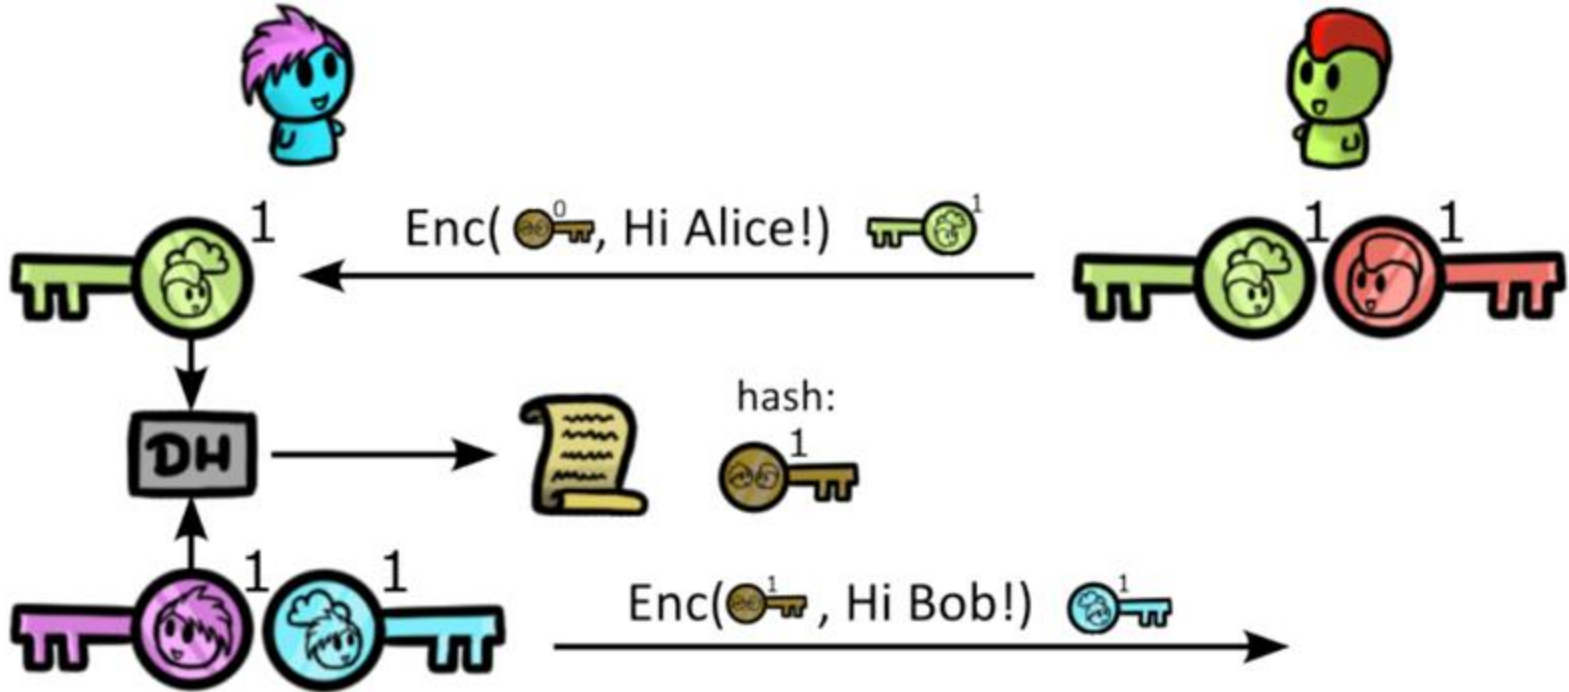 1
Enc( 0, Hi Alice!) 1
1 1
hash:
1
DH
1 1
Enc( 1, Hi Bob!) 1